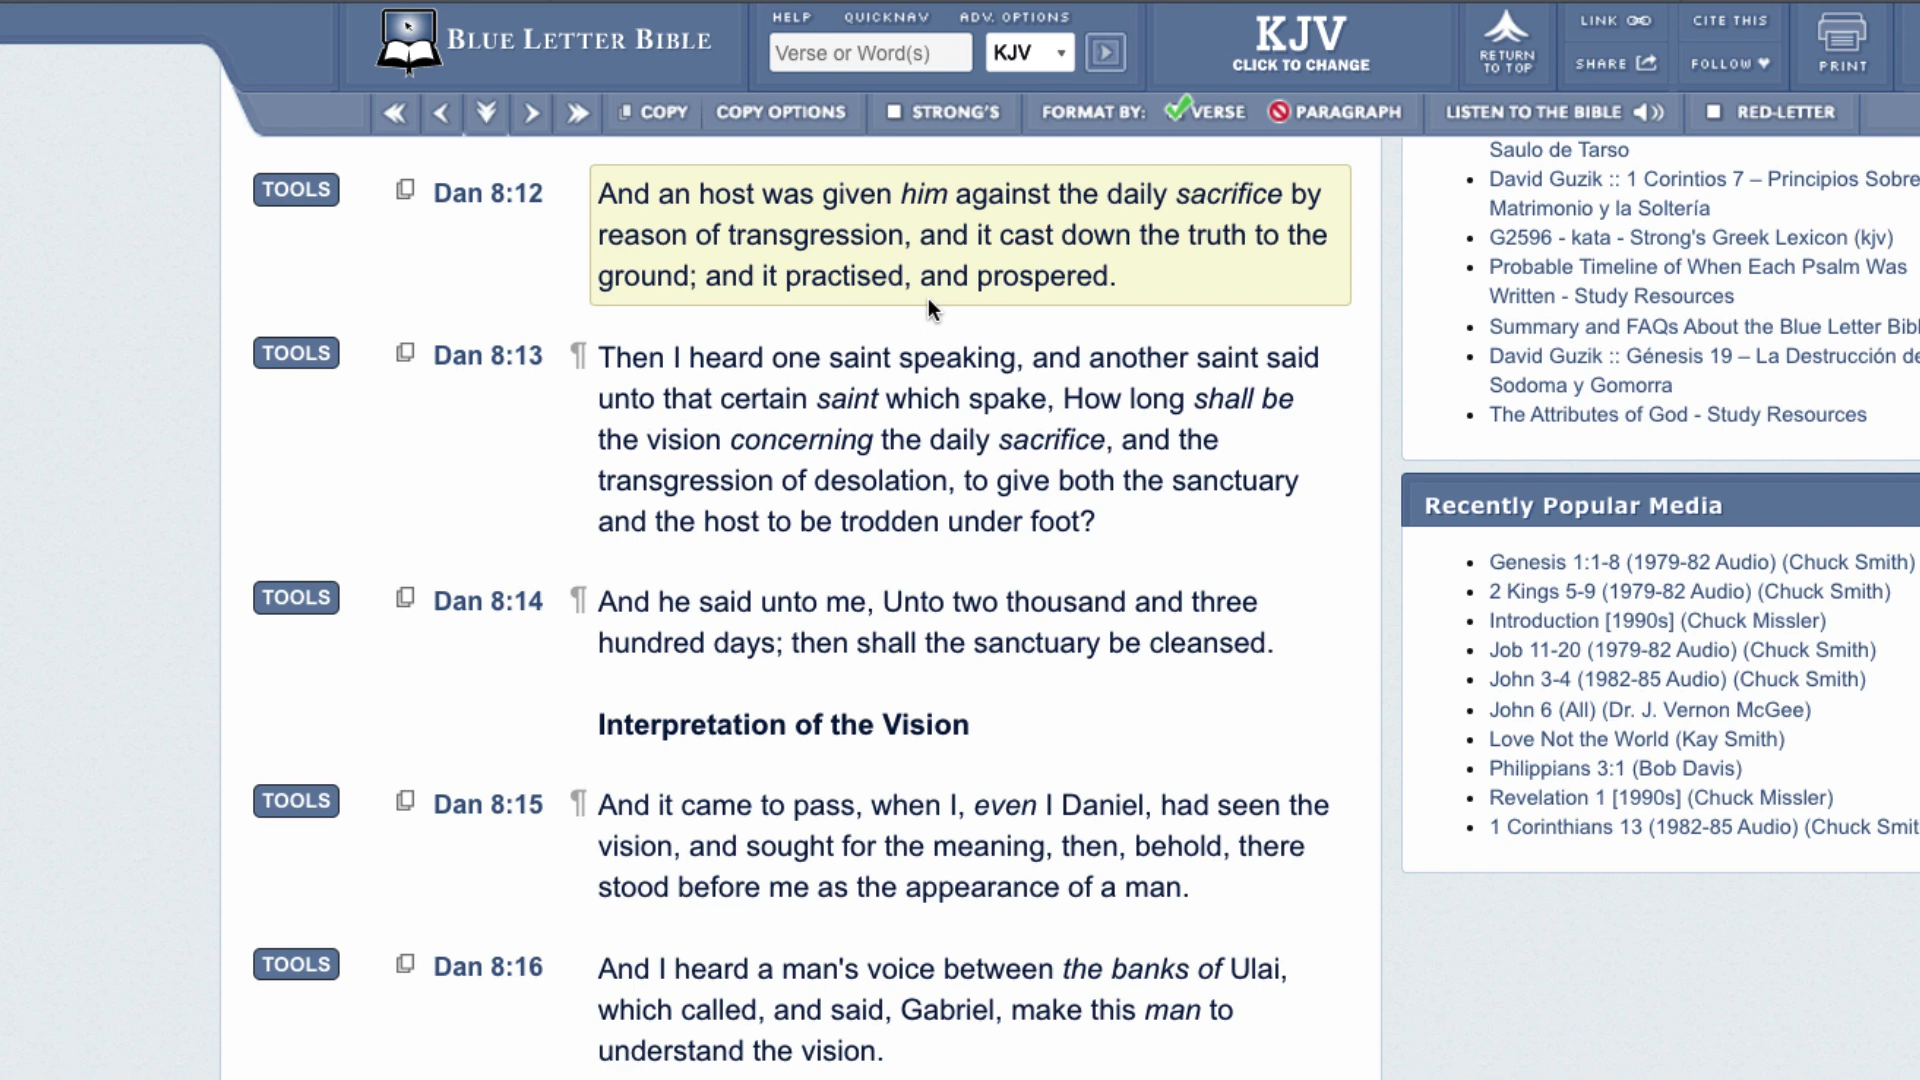 BLUE LETTER BIBLE
HELP QUICKNAV ADV. OPTIONS
Verse or Word(s) KJV
KJV
CLICK TO CHANGE
RETURN
TO TOP
LINK CITE THIS
SHARE FOLLOW
PRINT
COPY COPY OPTIONS STRONG'S FORMAT BY: VERSE PARAGRAPH LISTEN TO THE BIBLE RED-LETTER
TOOLS Dan 8:12 And an host was given him against the daily sacrifice by
reason of transgression, and it cast down the truth to the
ground; and it practised, and prospered.
TOOLS Dan 8:13 ¶ Then I heard one saint speaking, and another saint said
unto that certain saint which spake, How long shall be
the vision concerning the daily sacrifice, and the
transgression of desolation, to give both the sanctuary
and the host to be trodden under foot?
TOOLS Dan 8:14 ¶ And he said unto me, Unto two thousand and three
hundred days; then shall the sanctuary be cleansed.
Interpretation of the Vision
TOOLS Dan 8:15 ¶ And it came to pass, when I, even I Daniel, had seen the
vision, and sought for the meaning, then, behold, there
stood before me as the appearance of a man.
TOOLS Dan 8:16 And I heard a man's voice between the banks of Ulai,
which called, and said, Gabriel, make this man to
understand the vision.
Saulo de Tarso
• David Guzik :: 1 Corintios 7 – Principios Sobre
Matrimonio y la Soltería
• G2596 - kata - Strong's Greek Lexicon (kjv)
• Probable Timeline of When Each Psalm Was
Written - Study Resources
• Summary and FAQs About the Blue Letter Bibl
• David Guzik :: Génesis 19 – La Destrucción de
Sodoma y Gomorra
• The Attributes of God - Study Resources
Recently Popular Media
• Genesis 1:1-8 (1979-82 Audio) (Chuck Smith)
• 2 Kings 5-9 (1979-82 Audio) (Chuck Smith)
• Introduction [1990s] (Chuck Missler)
• Job 11-20 (1979-82 Audio) (Chuck Smith)
• John 3-4 (1982-85 Audio) (Chuck Smith)
• John 6 (All) (Dr. J. Vernon McGee)
• Love Not the World (Kay Smith)
• Philippians 3:1 (Bob Davis)
• Revelation 1 [1990s] (Chuck Missler)
• 1 Corinthians 13 (1982-85 Audio) (Chuck Smit